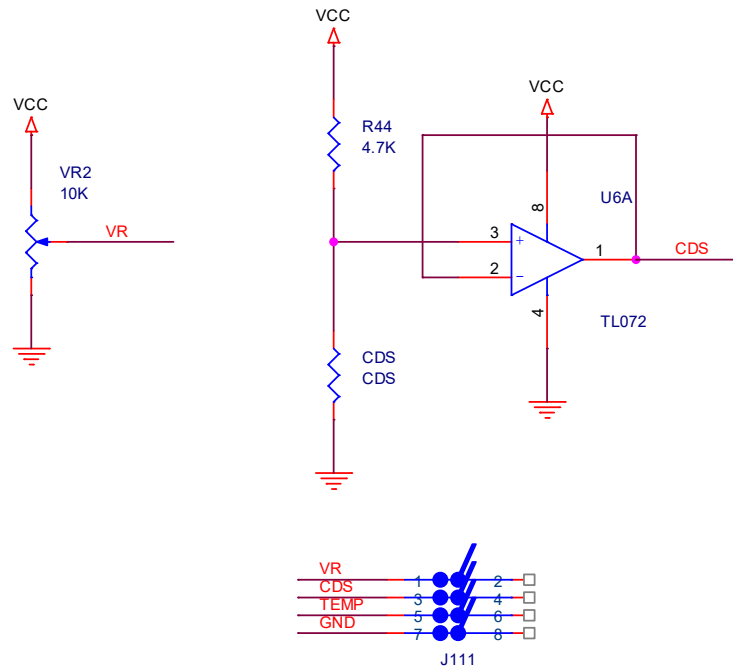 VCC
VCC
VCC
R44
4.7K
VR2
10K
VR
U6A
8
3
+
1
CDS
2
−
4
TL072
CDS
CDS
VR
1
2
CDS
3
4
TEMP
5
6
GND
7
8
J111